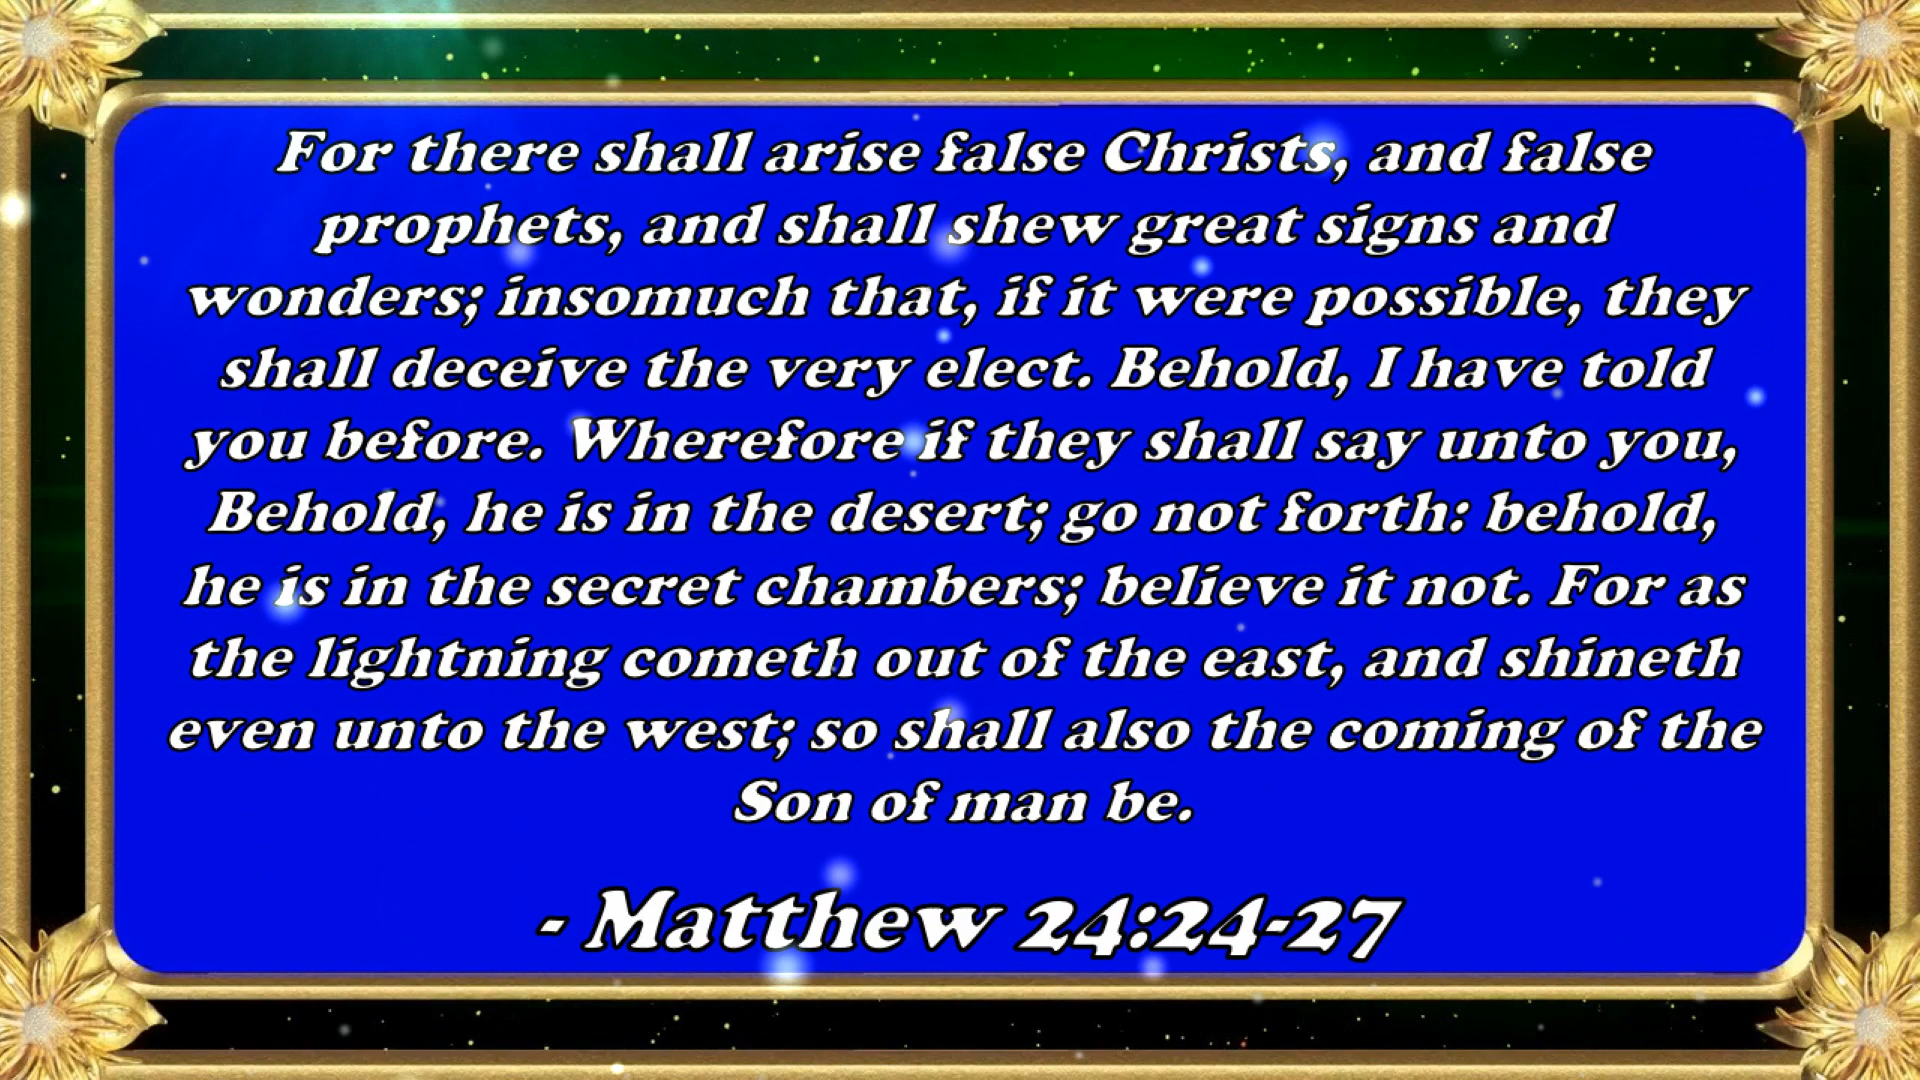 For there shall arise false Christs, and false
prophets, and shall shew great signs and
wonders; insomuch that, if it were possible, they
shall deceive the very elect. Behold, I have told
you before. Wherefore if they shall say unto you,
Behold, he is in the desert; go not forth: behold,
he is in the secret chambers; believe it not. For as
the lightning cometh out of the east, and shineth
even unto the west; so shall also the coming of the
Son of man be.
- Matthew 24:24-27